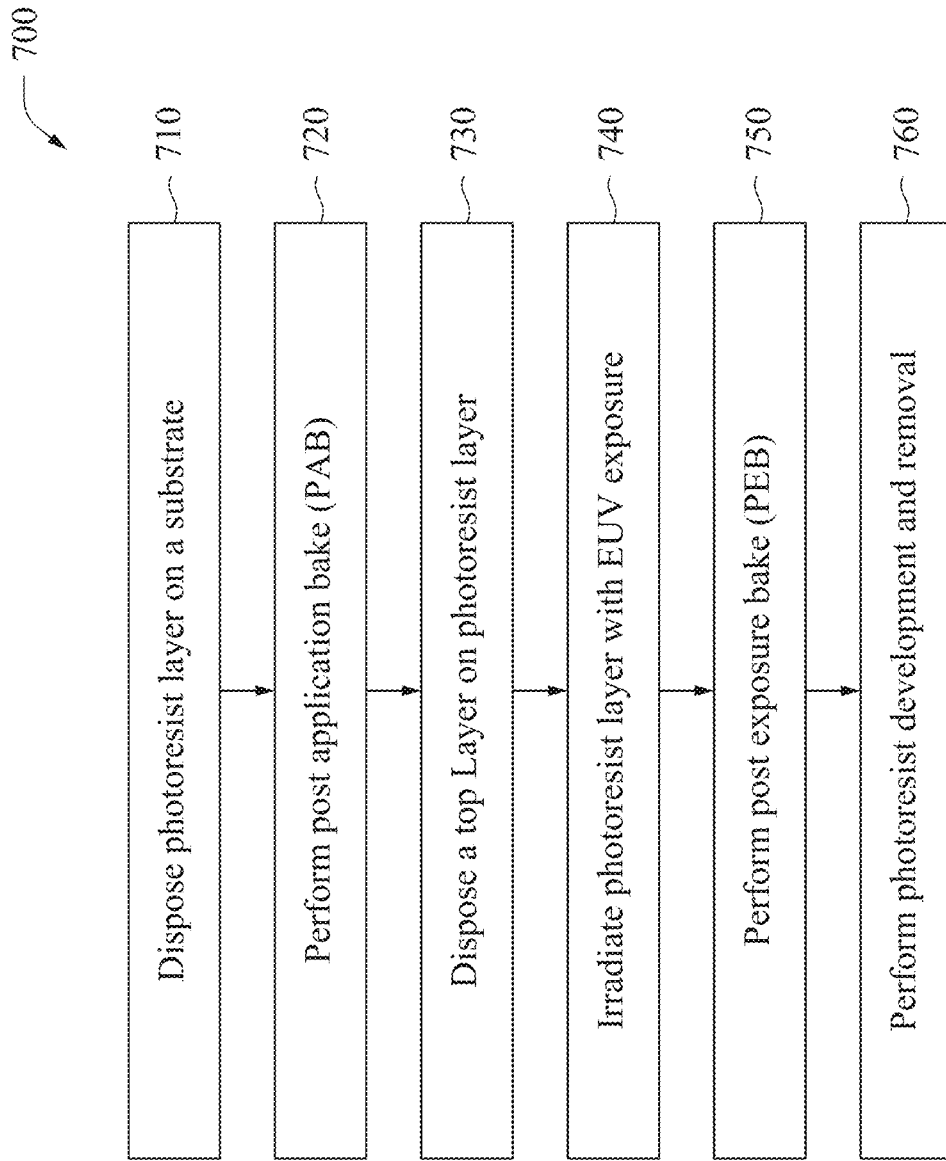 700
Dispose photoresist layer on a substrate
710
Perform post application bake (PAB)
720
Dispose a top Layer on photoresist layer
730
Irradiate photoresist layer with EUV exposure
740
Perform post exposure bake (PEB)
750
Perform photoresist development and removal
760